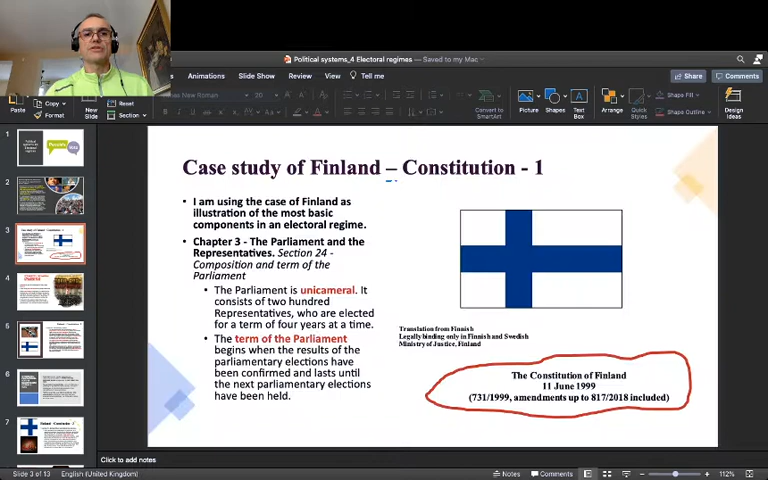 Political systems_4 Electoral regimes — Saved to my Mac
Animations Slide Show Review View Tell me
Share Comments
Paste
Copy
Format
New
Slide
Reset
Section
20
Convert to
SmartArt
Picture
Shapes
Text
Box
Arrange
Quick
Styles
Shape Fill
Shape Outline
Design
Ideas
1
2
3
4
5
6
7
Case study of Finland – Constitution - 1
• I am using the case of Finland as
illustration of the most basic
components in an electoral regime.
• Chapter 3 - The Parliament and the
Representatives. Section 24 -
Composition and term of the
Parliament
• The Parliament is unicameral. It
consists of two hundred
Representatives, who are elected
for a term of four years at a time.
• The term of the Parliament
begins when the results of the
parliamentary elections have
been confirmed and lasts until
the next parliamentary elections
have been held.
Translation from Finnish
Legally binding only in Finnish and Swedish
Ministry of Justice, Finland
The Constitution of Finland
11 June 1999
(731/1999, amendments up to 817/2018 included)
Click to add notes
Slide 3 of 13 English (United Kingdom) Notes Comments 112%